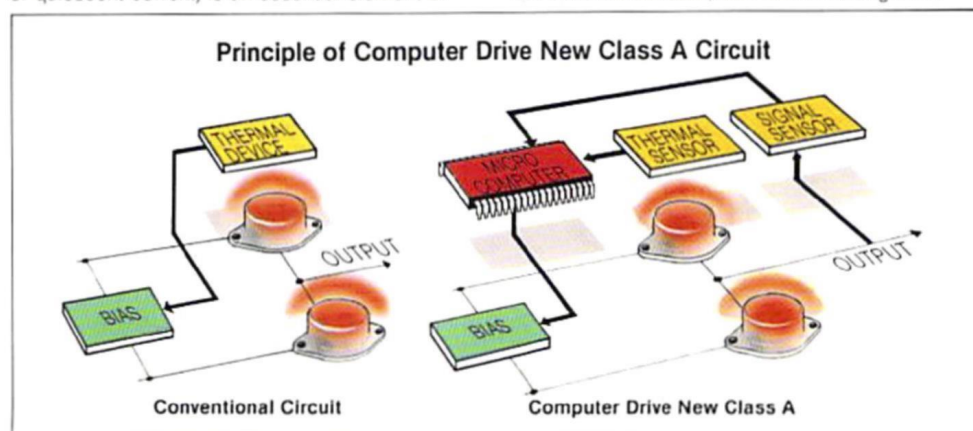 Principle of Computer Drive New Class A Circuit
THERMAL
DEVICE
BIAS
OUTPUT
Conventional Circuit
MICRO
COMPUTER
THERMAL
SENSOR
SIGNAL
SENSOR
BIAS
OUTPUT
Computer Drive New Class A